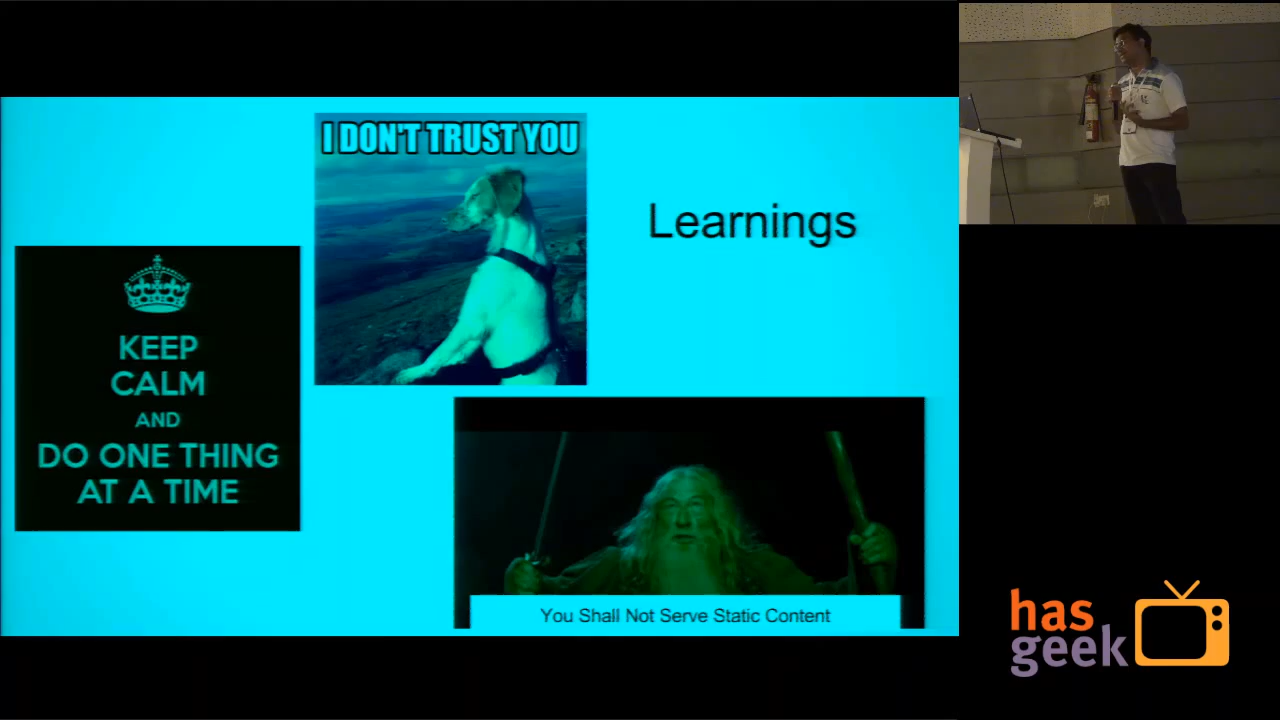 I DON'T TRUST YOU
Learnings
KEEP
CALM
AND
DO ONE THING
AT A TIME
You Shall Not Serve Static Content
has
geek